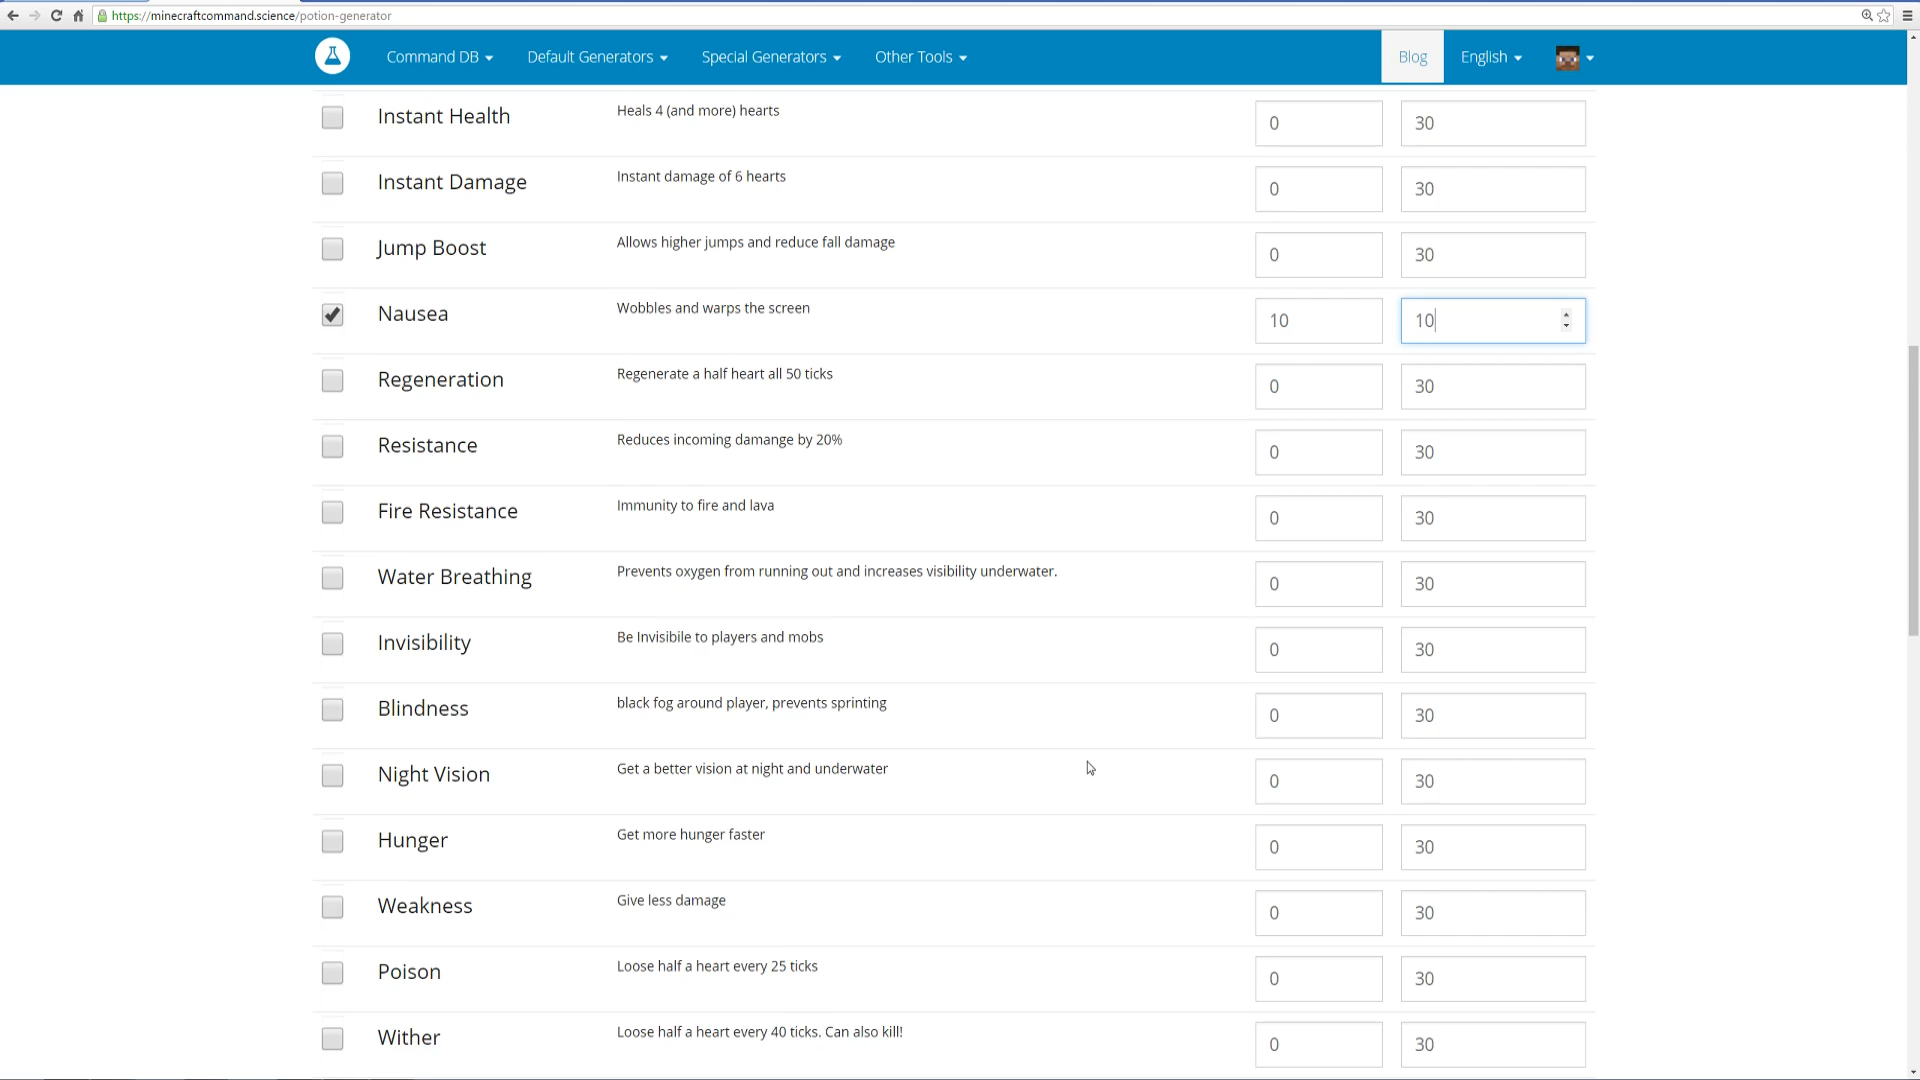 https://minecraftcommand.science/potion-generator
Command DB Default Generators Special Generators Other Tools Blog English
Instant Health Heals 4 (and more) hearts 0 30
Instant Damage Instant damage of 6 hearts 0 30
Jump Boost Allows higher jumps and reduce fall damage 0 30
Nausea Wobbles and warps the screen 10 10
Regeneration Regenerate a half heart all 50 ticks 0 30
Resistance Reduces incoming damange by 20% 0 30
Fire Resistance Immunity to fire and lava 0 30
Water Breathing Prevents oxygen from running out and increases visibility underwater. 0 30
Invisibility Be Invisibile to players and mobs 0 30
Blindness black fog around player, prevents sprinting 0 30
Night Vision Get a better vision at night and underwater 0 30
Hunger Get more hunger faster 0 30
Weakness Give less damage 0 30
Poison Loose half a heart every 25 ticks 0 30
Wither Loose half a heart every 40 ticks. Can also kill! 0 30